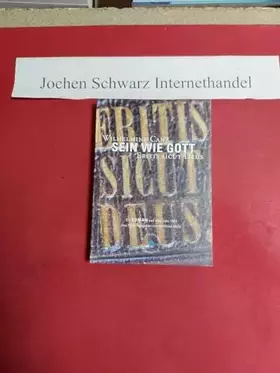 Jochen Schwarz Internethandel
ERITIS
WILHELMINE CANZ
SEIN WIE GOTT
ERITIS SICUT DEUS
SICUT
DEUS